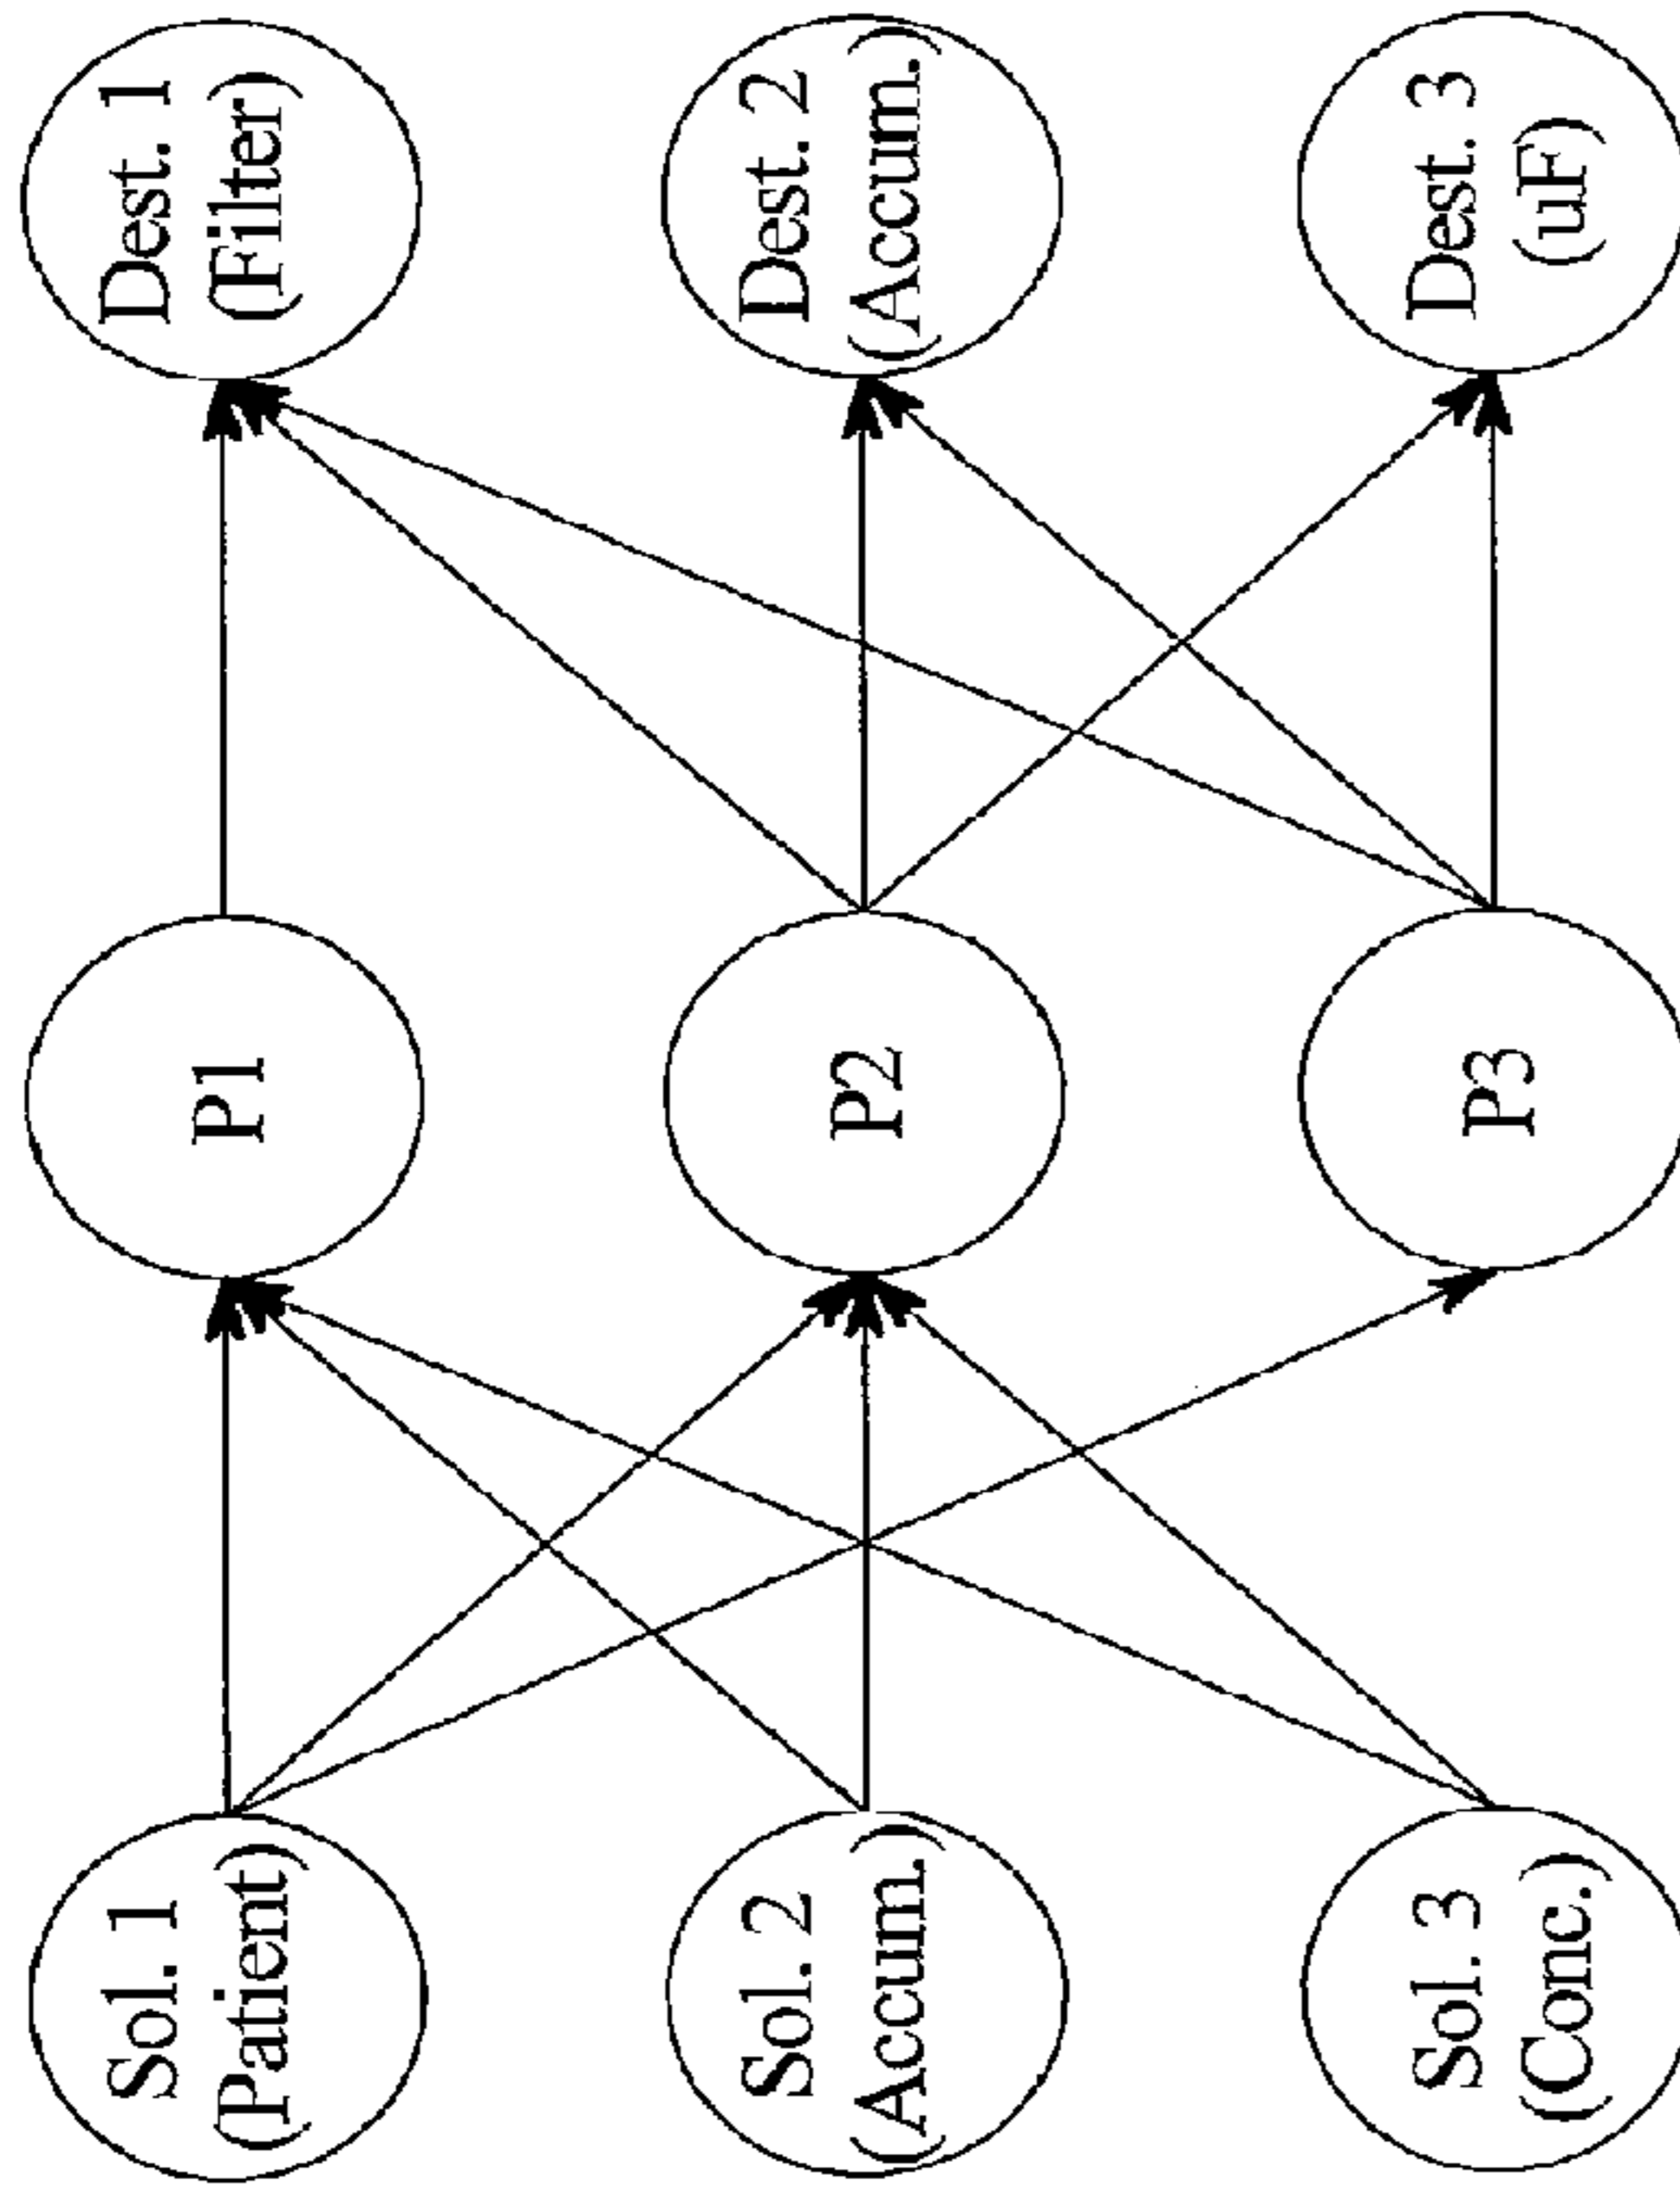 Sol. 1
(Patient)
P1
Dest. 1
(Filter)
Sol. 2
(Accum.)
P2
Dest. 2
(Accum.)
Sol. 3
(Conc.)
P3
Dest. 3
(uF)